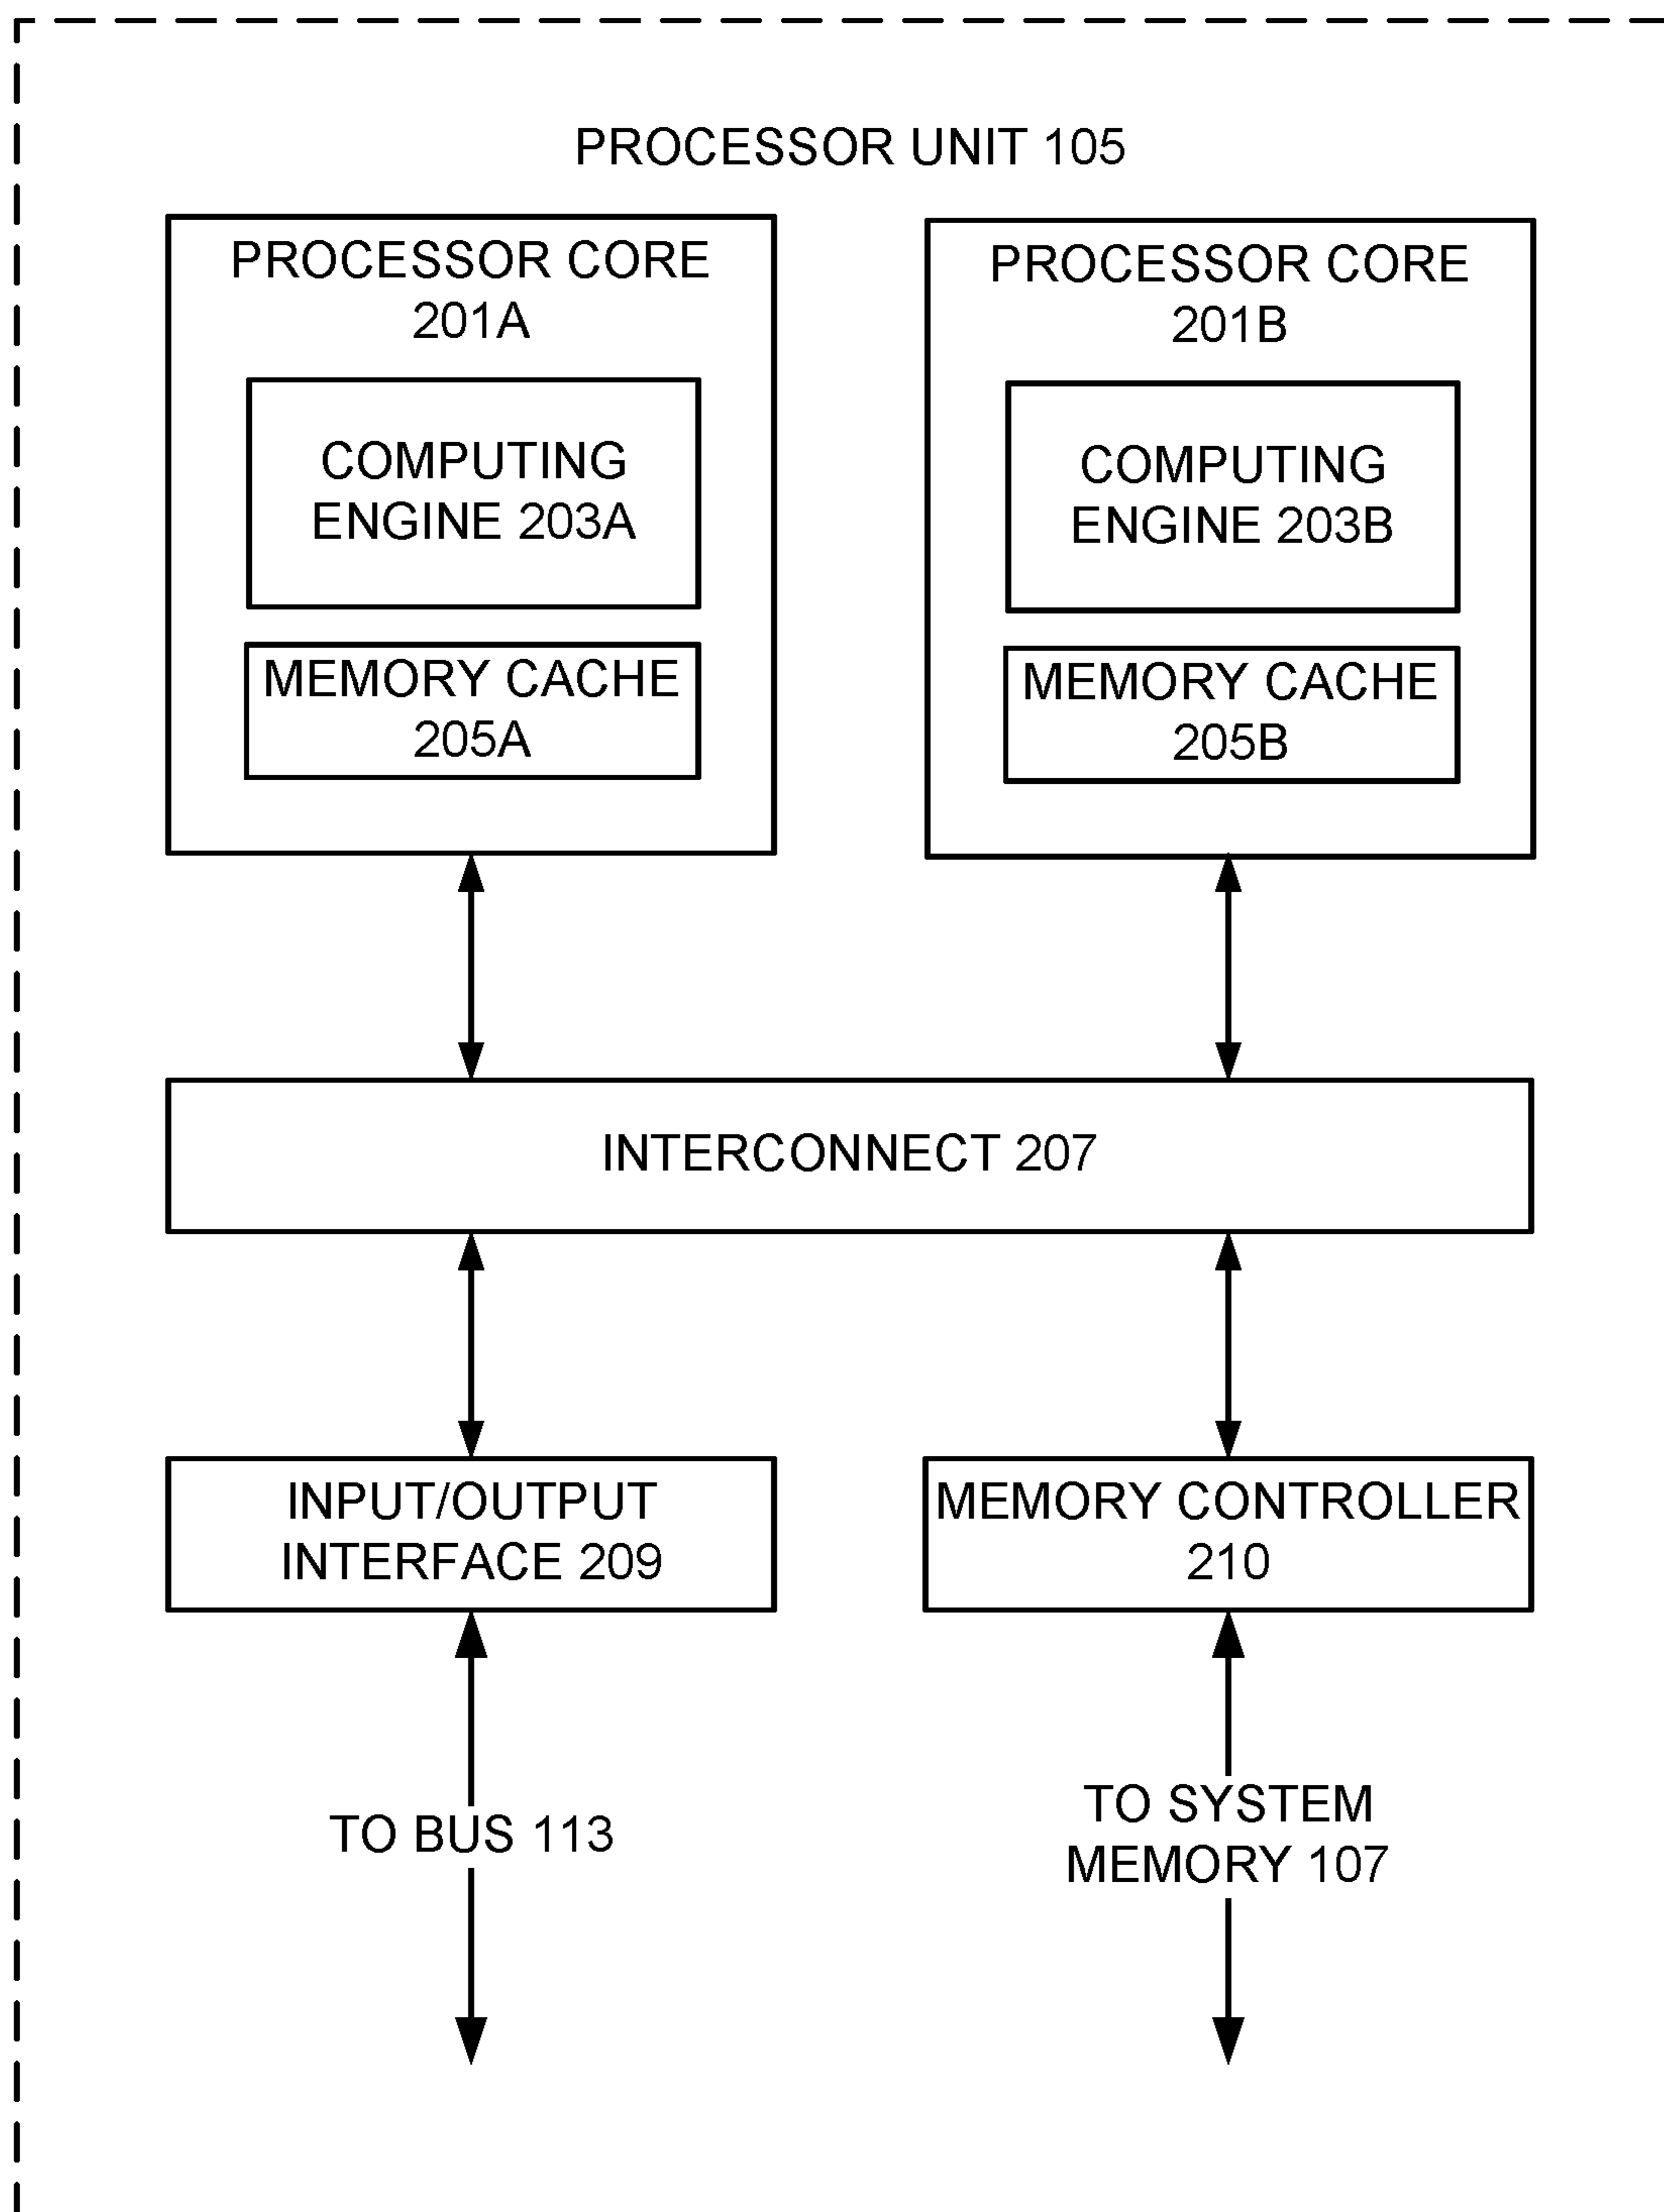 PROCESSOR UNIT 105
PROCESSOR CORE
201A
COMPUTING
ENGINE 203A
MEMORY CACHE
205A
PROCESSOR CORE
201B
COMPUTING
ENGINE 203B
MEMORY CACHE
205B
INTERCONNECT 207
INPUT/OUTPUT
INTERFACE 209
MEMORY CONTROLLER
210
TO BUS 113
TO SYSTEM
MEMORY 107